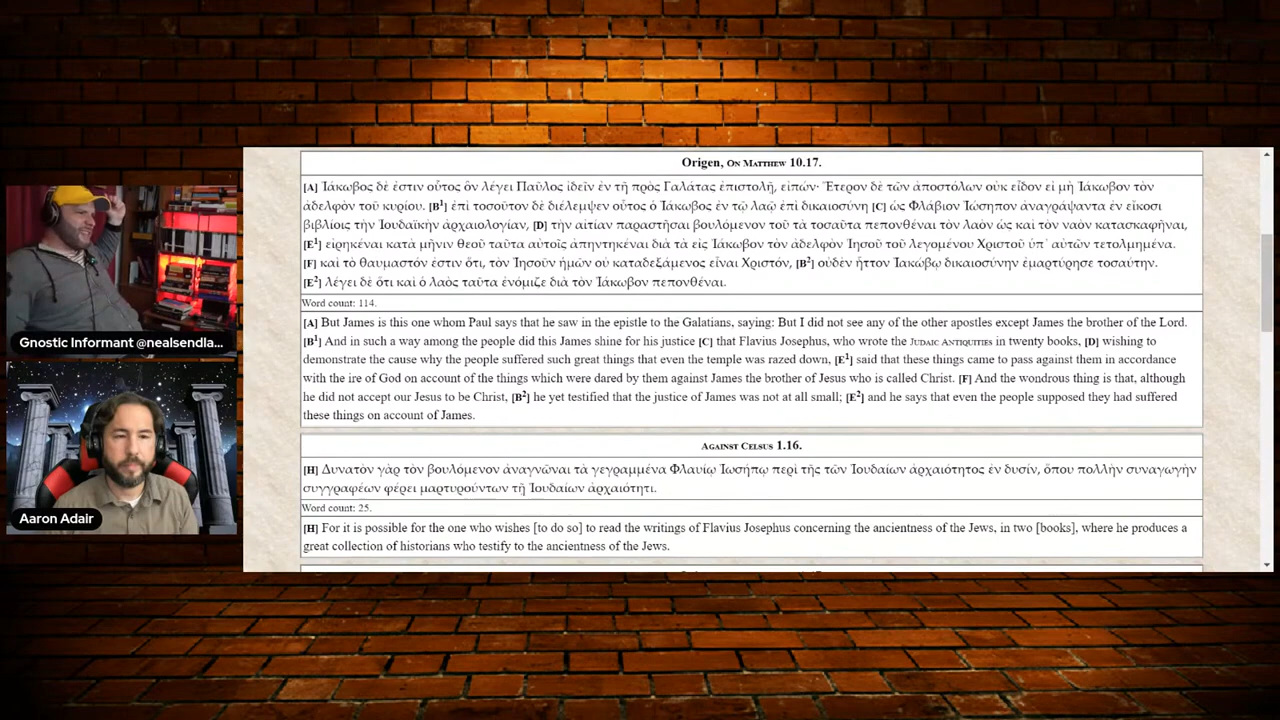 Origen, On Matthew 10.17.
[A] Ἰάκωβος δέ ἐστιν οὗτος ὃν λέγει Παῦλος ἰδεῖν ἐν τῇ πρὸς Γαλάτας ἐπιστολῇ, εἰπών· Ἕτερον δὲ τῶν ἀποστόλων οὐκ εἶδον εἰ μὴ Ἰάκωβον τὸν
ἀδελφὸν τοῦ κυρίου. [B¹] ἐπὶ τοσοῦτον δὲ διέλεμψεν οὗτος ὁ Ἰάκωβος ἐν τῷ λαῷ ἐπὶ δικαιοσύνῃ [C] ὡς Φλάβιον Ἰώσηπον ἀναγράψαντα ἐν εἴκοσι
βιβλίοις τὴν Ἰουδαϊκὴν ἀρχαιολογίαν, [D] τὴν αἰτίαν παραστῆσαι βουλόμενον τοῦ τὰ τοσαῦτα πεπονθέναι τὸν λαὸν ὡς καὶ τὸν ναὸν κατασκαφῆναι,
[E¹] εἰρηκέναι κατὰ μῆνιν θεοῦ ταῦτα αὐτοῖς ἀπηντηκέναι διὰ τὰ εἰς Ἰάκωβον τὸν ἀδελφὸν Ἰησοῦ τοῦ λεγομένου Χριστοῦ ὑπ᾽ αὐτῶν τετολμημένα.
[F] καὶ τὸ θαυμαστόν ἐστιν ὅτι, τὸν Ἰησοῦν ἡμῶν οὐ καταδεξάμενος εἶναι Χριστόν, [B²] οὐδὲν ἧττον Ἰακώβῳ δικαιοσύνην ἐμαρτύρησε τοσαύτην.
[E²] λέγει δὲ ὅτι καὶ ὁ λαὸς ταῦτα ἐνόμιζε διὰ τὸν Ἰάκωβον πεπονθέναι.
Word count: 114.
[A] But James is this one whom Paul says that he saw in the epistle to the Galatians, saying: But I did not see any of the other apostles except James the brother of the Lord.
[B¹] And in such a way among the people did this James shine for his justice [C] that Flavius Josephus, who wrote the Judaic Antiquities in twenty books, [D] wishing to
demonstrate the cause why the people suffered such great things that even the temple was razed down, [E¹] said that these things came to pass against them in accordance
with the ire of God on account of the things which were dared by them against James the brother of Jesus who is called Christ. [F] And the wondrous thing is that, although
he did not accept our Jesus to be Christ, [B²] he yet testified that the justice of James was not at all small; [E²] and he says that even the people supposed they had suffered
these things on account of James.
Against Celsus 1.16.
[H] Δυνατὸν γὰρ τὸν βουλόμενον ἀναγνῶναι τὰ γεγραμμένα Φλαυίῳ Ἰωσήπῳ περὶ τῆς τῶν Ἰουδαίων ἀρχαιότητος ἐν δυσίν, ὅπου πολλὴν συναγωγὴν
συγγραφέων φέρει μαρτυρούντων τῇ Ἰουδαίων ἀρχαιότητι.
Word count: 25.
[H] For it is possible for the one who wishes [to do so] to read the writings of Flavius Josephus concerning the ancientness of the Jews, in two [books], where he produces a
great collection of historians who testify to the ancientness of the Jews.
Gnostic Informant @nealsendla...
Aaron Adair